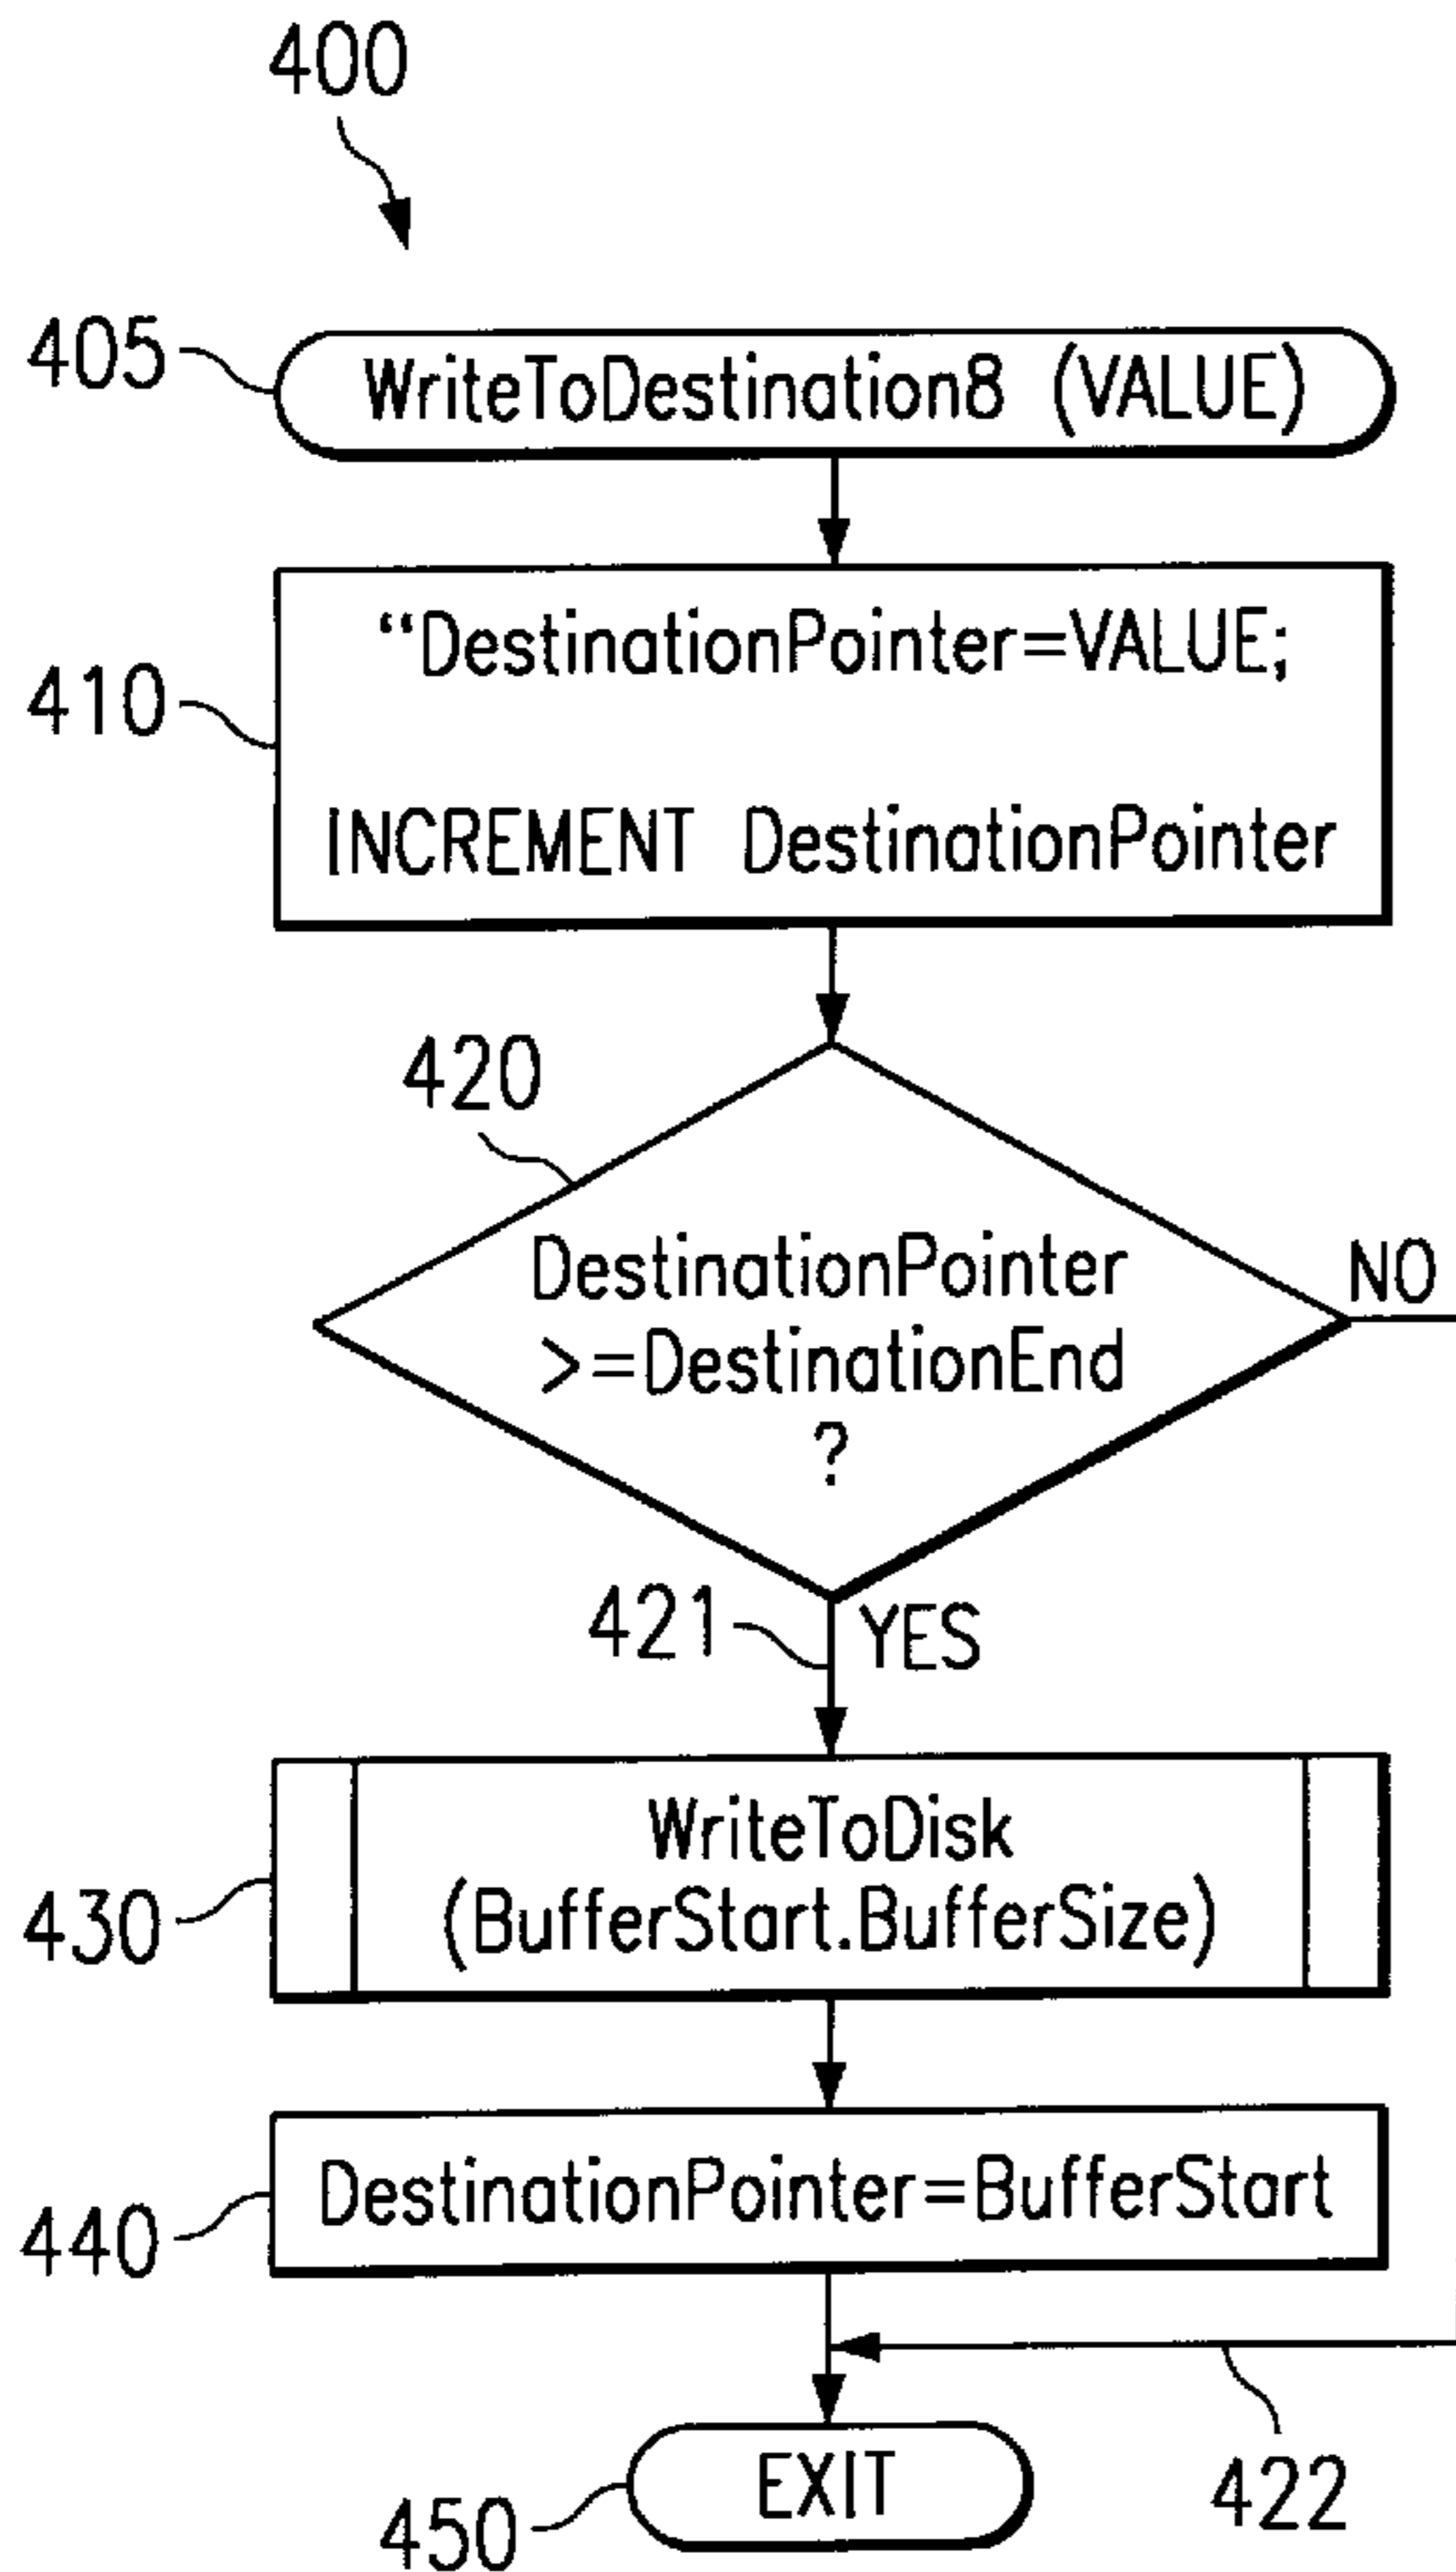 400
405
WriteToDestination8 (VALUE)
“DestinationPointer=VALUE;
410
INCREMENT DestinationPointer
420
DestinationPointer
NO
>=DestinationEnd
?
421
YES
WriteToDisk
430
(BufferStart.BufferSize)
DestinationPointer=BufferStart
440
EXIT
450
422